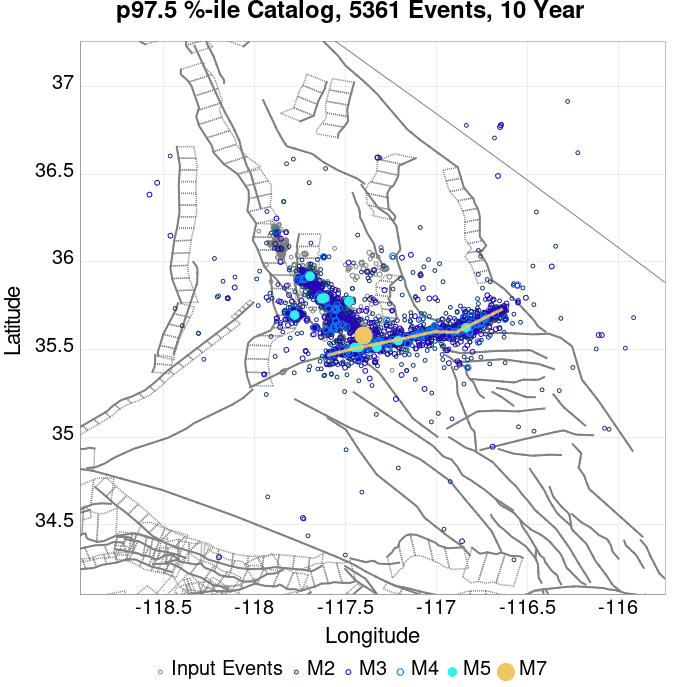 p97.5 %-ile Catalog, 5361 Events, 10 Year
37
36.5
36
35.5
35
34.5
Latitude
-118.5 -118 -117.5 -117 -116.5 -116
Longitude
Input Events M2 M3 M4 M5 M7